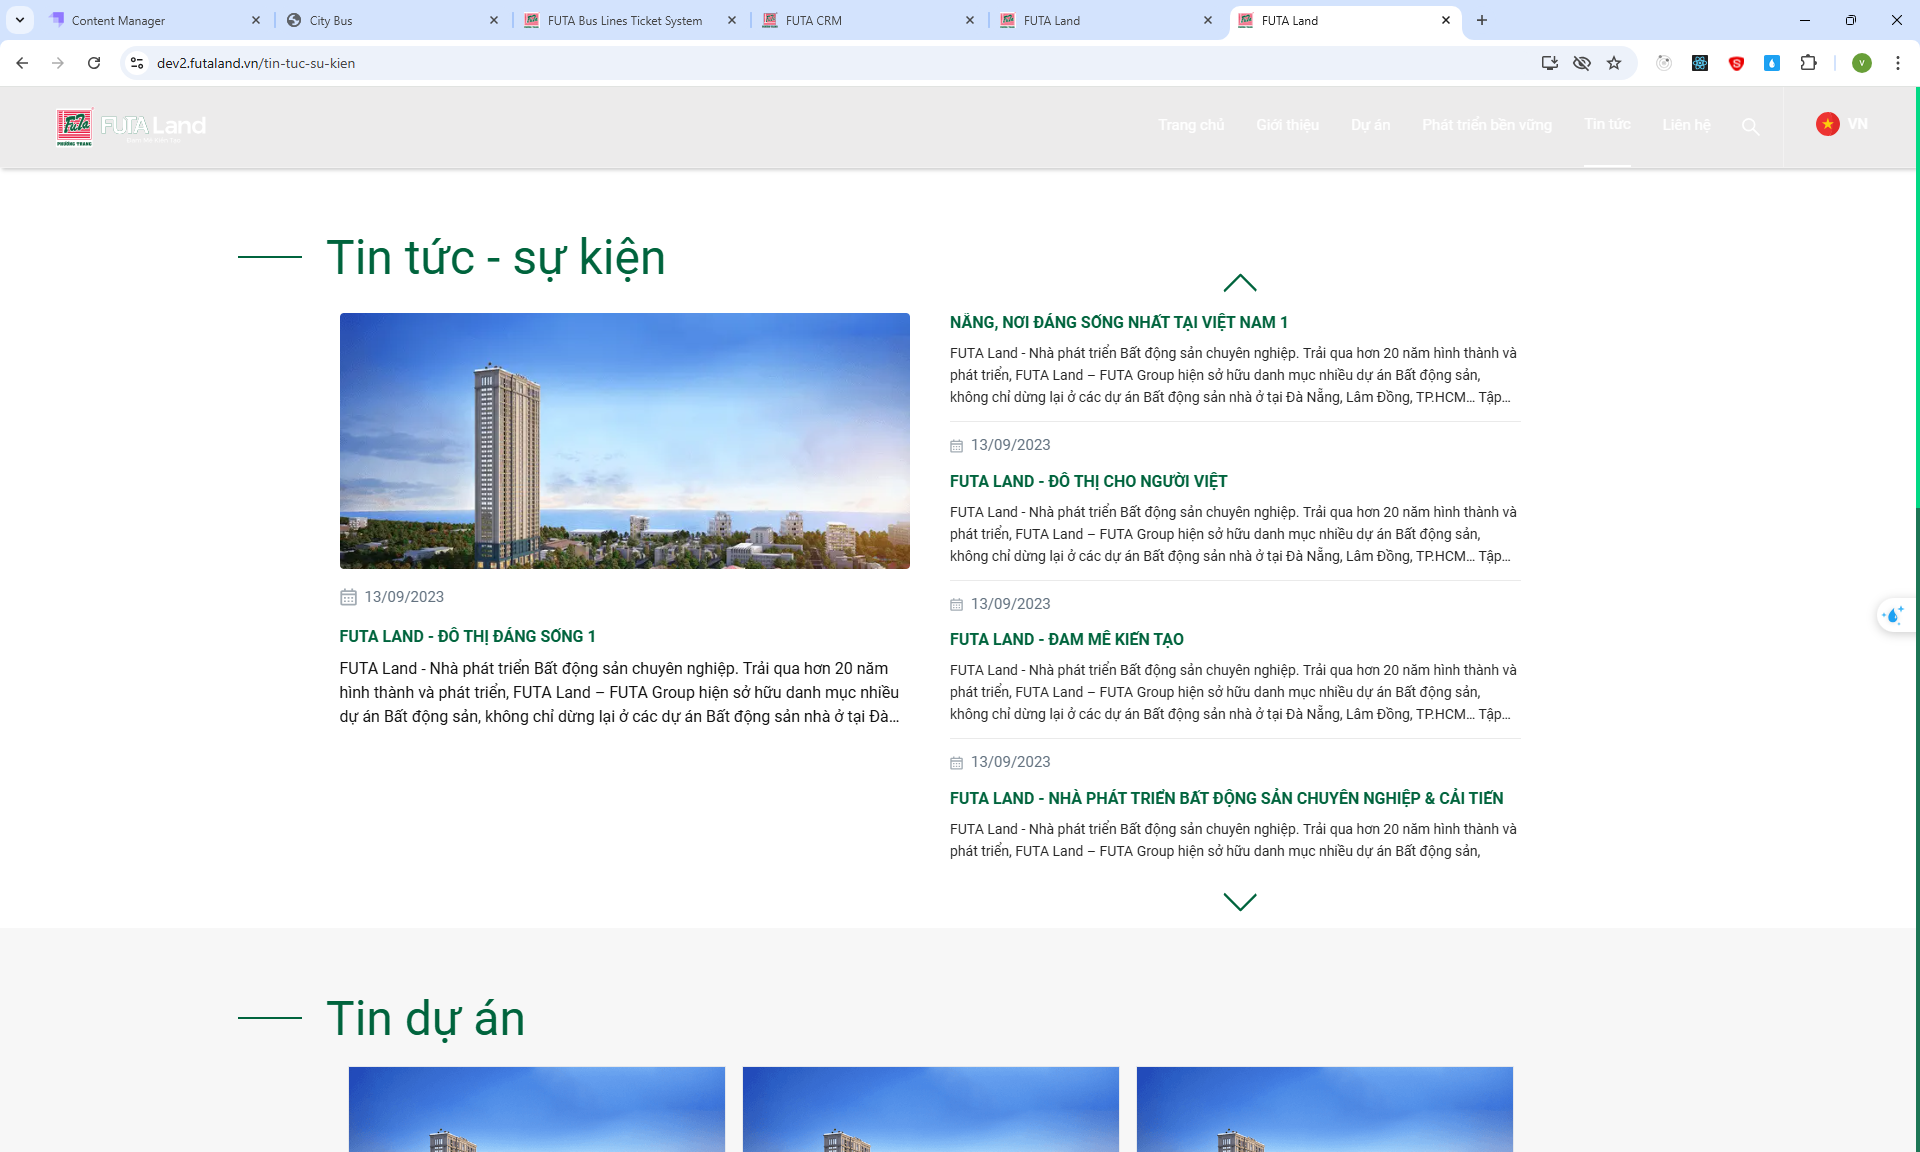 Content Manager
City Bus
FUTA Bus Lines Ticket System
FUTA CRM
FUTA Land
FUTA Land
dev2.futaland.vn/tin-tuc-su-kien
V
FuTa
PHƯƠNG TRANG
FUTA Land
Trang chủ
Giới thiệu
Dự án
Phát triển bền vững
Tin tức
Liên hệ
VN
Tin tức - sự kiện
13/09/2023
FUTA LAND - ĐÔ THỊ ĐÁNG SỐNG 1
FUTA Land - Nhà phát triển Bất động sản chuyên nghiệp. Trải qua hơn 20 năm
hình thành và phát triển, FUTA Land – FUTA Group hiện sở hữu danh mục nhiều
dự án Bất động sản, không chỉ dừng lại ở các dự án Bất động sản nhà ở tại Đà...
NẴNG, NƠI ĐÁNG SỐNG NHẤT TẠI VIỆT NAM 1
FUTA Land - Nhà phát triển Bất động sản chuyên nghiệp. Trải qua hơn 20 năm hình thành và
phát triển, FUTA Land – FUTA Group hiện sở hữu danh mục nhiều dự án Bất động sản,
không chỉ dừng lại ở các dự án Bất động sản nhà ở tại Đà Nẵng, Lâm Đồng, TP.HCM... Tập...
13/09/2023
FUTA LAND - ĐÔ THỊ CHO NGƯỜI VIỆT
FUTA Land - Nhà phát triển Bất động sản chuyên nghiệp. Trải qua hơn 20 năm hình thành và
phát triển, FUTA Land – FUTA Group hiện sở hữu danh mục nhiều dự án Bất động sản,
không chỉ dừng lại ở các dự án Bất động sản nhà ở tại Đà Nẵng, Lâm Đồng, TP.HCM... Tập...
13/09/2023
FUTA LAND - ĐAM MÊ KIẾN TẠO
FUTA Land - Nhà phát triển Bất động sản chuyên nghiệp. Trải qua hơn 20 năm hình thành và
phát triển, FUTA Land – FUTA Group hiện sở hữu danh mục nhiều dự án Bất động sản,
không chỉ dừng lại ở các dự án Bất động sản nhà ở tại Đà Nẵng, Lâm Đồng, TP.HCM... Tập...
13/09/2023
FUTA LAND - NHÀ PHÁT TRIỂN BẤT ĐỘNG SẢN CHUYÊN NGHIỆP & CẢI TIẾN
FUTA Land - Nhà phát triển Bất động sản chuyên nghiệp. Trải qua hơn 20 năm hình thành và
phát triển, FUTA Land – FUTA Group hiện sở hữu danh mục nhiều dự án Bất động sản,
Tin dự án